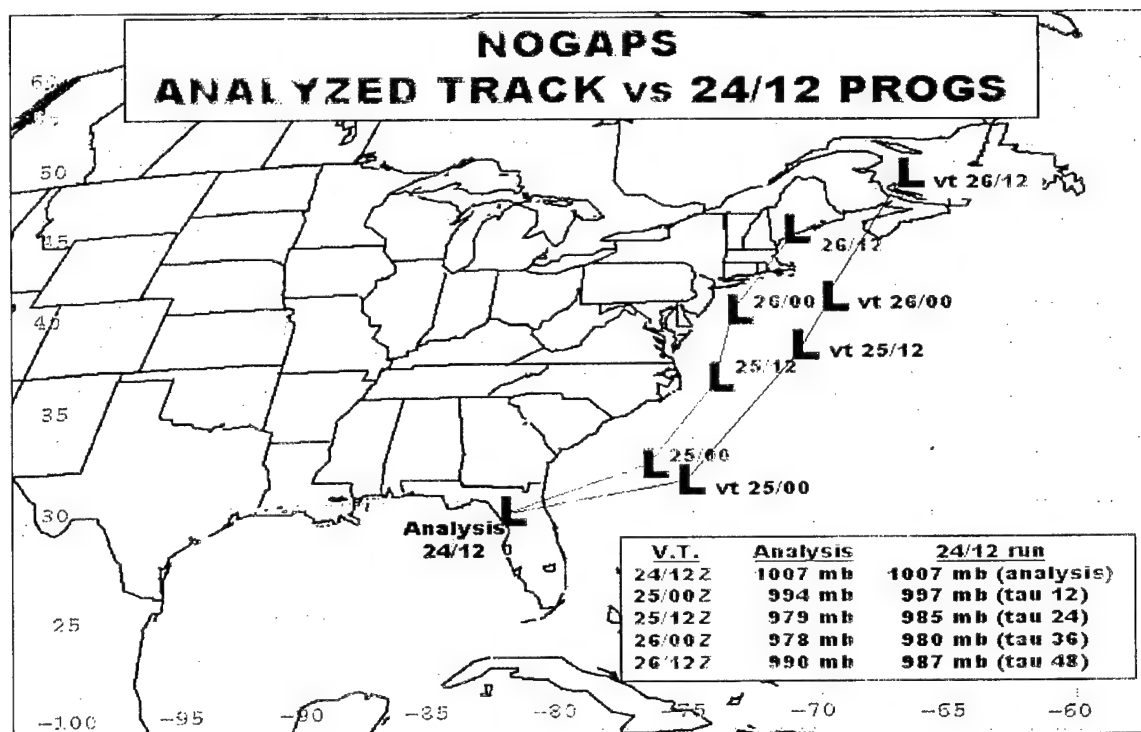 NOGAPS
ANALYZED TRACK vs 24/12 PROGS
60
50
L vt 26/12
45
L 26/12
40
L 26/00
L vt 26/00
L vt 25/12
L 25/12
35
L 25/00
L vt 25/00
30
L
Analysis
24/12
25
V.T. Analysis 24/12 run
24/12Z 1007 mb 1007 mb (analysis)
25/00Z 994 mb 997 mb (tau 12)
25/12Z 979 mb 985 mb (tau 24)
26/00Z 978 mb 980 mb (tau 36)
26/12Z 990 mb 987 mb (tau 48)
-100 -95 -90 -85 -80 -75 -70 -65 -60